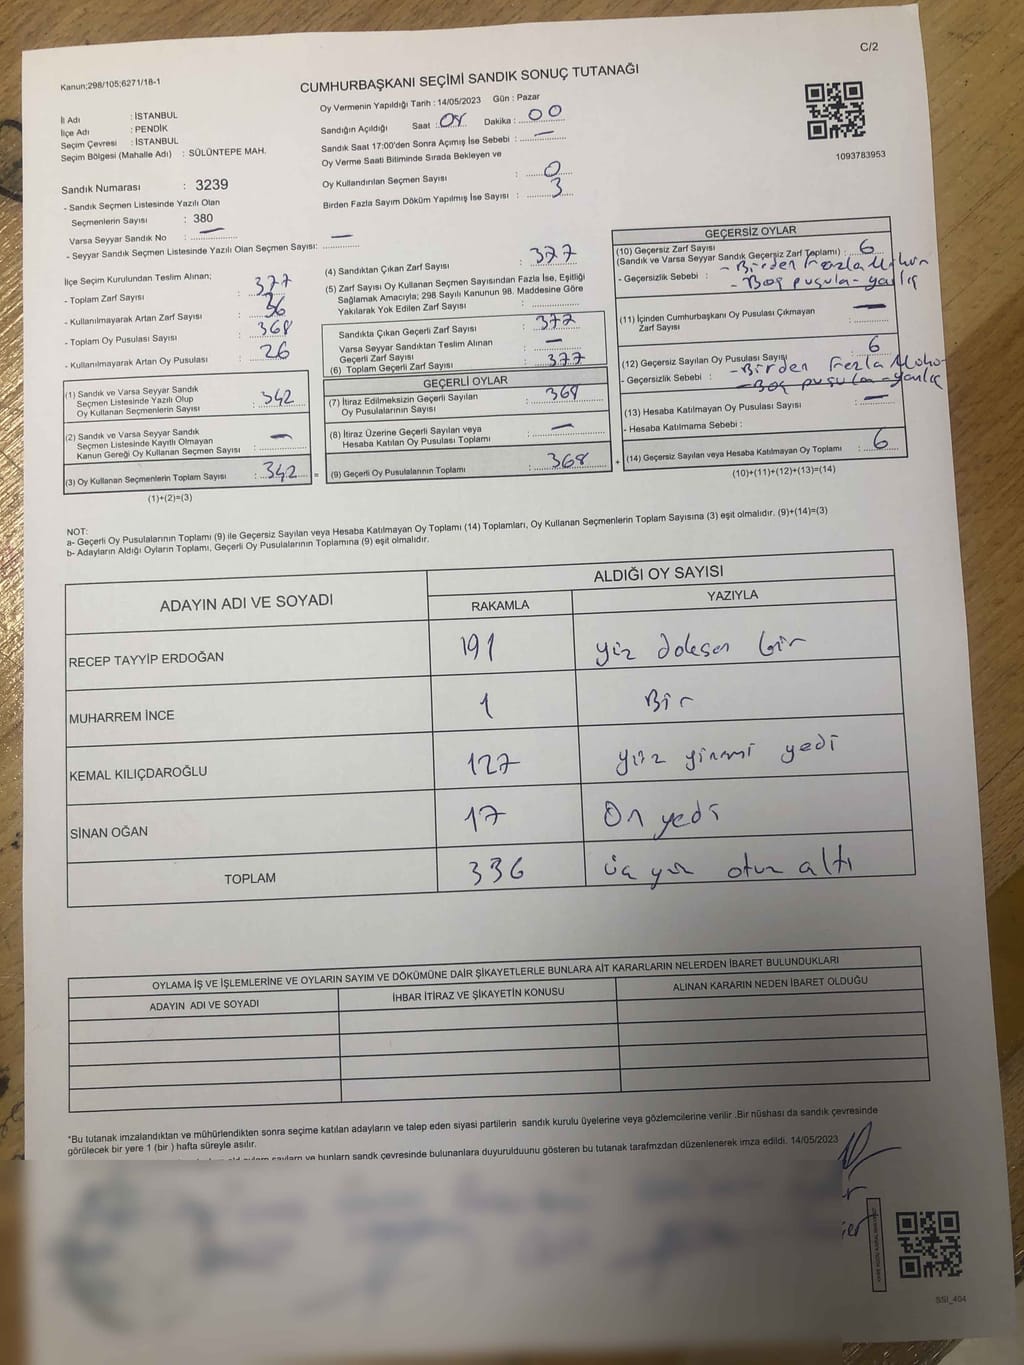 C/2
Kanun;298/105;6271/18-1
CUMHURBAŞKANI SEÇİMİ SANDIK SONUÇ TUTANAĞI
İl Adı : İSTANBUL
İlçe Adı : PENDİK
Seçim Çevresi : İSTANBUL
Seçim Bölgesi (Mahalle Adı) : SÜLÜNTEPE MAH.
Sandık Numarası : 3239
- Sandık Seçmen Listesinde Yazılı Olan
Seçmenlerin Sayısı : 380
Varsa Seyyar Sandık No : —
- Seyyar Sandık Seçmen Listesinde Yazılı Olan Seçmen Sayısı: —
Oy Vermenin Yapıldığı Tarih : 14/05/2023 Gün : Pazar
Sandığın Açıldığı Saat : 08 Dakika : 00
Sandık Saat 17:00'den Sonra Açımış İse Sebebi : —
Oy Verme Saati Bitiminde Sırada Bekleyen ve
Oy Kullandırılan Seçmen Sayısı : 0
Birden Fazla Sayım Döküm Yapılmış İse Sayısı : 3
1093783953
İlçe Seçim Kurulundan Teslim Alınan;
- Toplam Zarf Sayısı : 377
- Kullanılmayarak Artan Zarf Sayısı : 36
- Toplam Oy Pusulası Sayısı : 368
- Kullanılmayarak Artan Oy Pusulası : 26
(1) Sandık ve Varsa Seyyar Sandık
Seçmen Listesinde Yazılı Olup
Oy Kullanan Seçmenlerin Sayısı : 342
(2) Sandık ve Varsa Seyyar Sandık
Seçmen Listesinde Kayıtlı Olmayan
Kanun Gereği Oy Kullanan Seçmen Sayısı : —
(3) Oy Kullanan Seçmenlerin Toplam Sayısı : 342 =
(1)+(2)=(3)
(4) Sandıktan Çıkan Zarf Sayısı : 377
(5) Zarf Sayısı Oy Kullanan Seçmen Sayısından Fazla İse, Eşitliği
Sağlamak Amacıyla; 298 Sayılı Kanunun 98. Maddesine Göre
Yakılarak Yok Edilen Zarf Sayısı :
Sandıkta Çıkan Geçerli Zarf Sayısı : 377
Varsa Seyyar Sandıktan Teslim Alınan
Geçerli Zarf Sayısı : —
(6) Toplam Geçerli Zarf Sayısı : 377
GEÇERLİ OYLAR
(7) İtiraz Edilmeksizin Geçerli Sayılan
Oy Pusulalarının Sayısı : 368
(8) İtiraz Üzerine Geçerli Sayılan veya
Hesaba Katılan Oy Pusulası Toplamı : —
(9) Geçerli Oy Pusulalarının Toplamı : 368 +
GEÇERSİZ OYLAR
(10) Geçersiz Zarf Sayısı
(Sandık ve Varsa Seyyar Sandık Geçersiz Zarf Toplamı) : 6
- Geçersizlik Sebebi : - Birden Fazla
- Boş pusula - yanlış
(11) İçinden Cumhurbaşkanı Oy Pusulası Çıkmayan
Zarf Sayısı : —
(12) Geçersiz Sayılan Oy Pusulası Sayısı : 6
- Geçersizlik Sebebi : - Birden Fazla
- Boş pusula - yanlış
(13) Hesaba Katılmayan Oy Pusulası Sayısı : —
- Hesaba Katılmama Sebebi :
(14) Geçersiz Sayılan veya Hesaba Katılmayan Oy Toplamı : 6
(10)+(11)+(12)+(13)=(14)
NOT:
a- Geçerli Oy Pusulalarının Toplamı (9) ile Geçersiz Sayılan veya Hesaba Katılmayan Oy Toplamı (14) Toplamları, Oy Kullanan Seçmenlerin Toplam Sayısına (3) eşit olmalıdır. (9)+(14)=(3)
b- Adayların Aldığı Oyların Toplamı, Geçerli Oy Pusulalarının Toplamına (9) eşit olmalıdır.
ADAYIN ADI VE SOYADI
ALDIĞI OY SAYISI
RAKAMLA YAZIYLA
RECEP TAYYİP ERDOĞAN 191 yüz doksan bir
MUHARREM İNCE 1 Bir
KEMAL KILIÇDAROĞLU 127 yüz yirmi yedi
SİNAN OĞAN 17 On yedi
TOPLAM 336 üç yüz otuz altı
OYLAMA İŞ VE İŞLEMLERİNE VE OYLARIN SAYIM VE DÖKÜMÜNE DAİR ŞİKAYETLERLE BUNLARA AİT KARARLARIN NELERDEN İBARET BULUNDUKLARI
ADAYIN ADI VE SOYADI İHBAR İTİRAZ VE ŞİKAYETİN KONUSU ALINAN KARARIN NEDEN İBARET OLDUĞU
*Bu tutanak imzalandıktan ve mühürlendikten sonra seçime katılan adayların ve talep eden siyasi partilerin sandık kurulu üyelerine veya gözlemcilerine verilir .Bir nüshası da sandık çevresinde
görülecek bir yere 1 (bir ) hafta süreyle asılır.
ve bunların sandk çevresinde bulunanlara duyurulduunu gösteren bu tutanak tarafmzdan düzenlenerek imza edildi. 14/05/2023
SSI_404